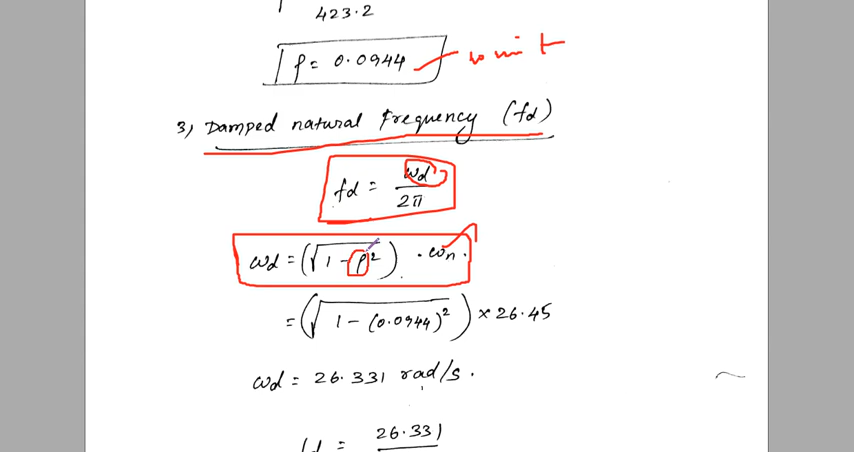 423.2
ρ = 0.0944 no unit
3) Damped natural frequency (fd)
fd = ωd / 2π
ωd = (√1 - ρ²) · ωn.
= (√1 - (0.0944)²) × 26.45
ωd = 26.331 rad/s.
fd = 26.331